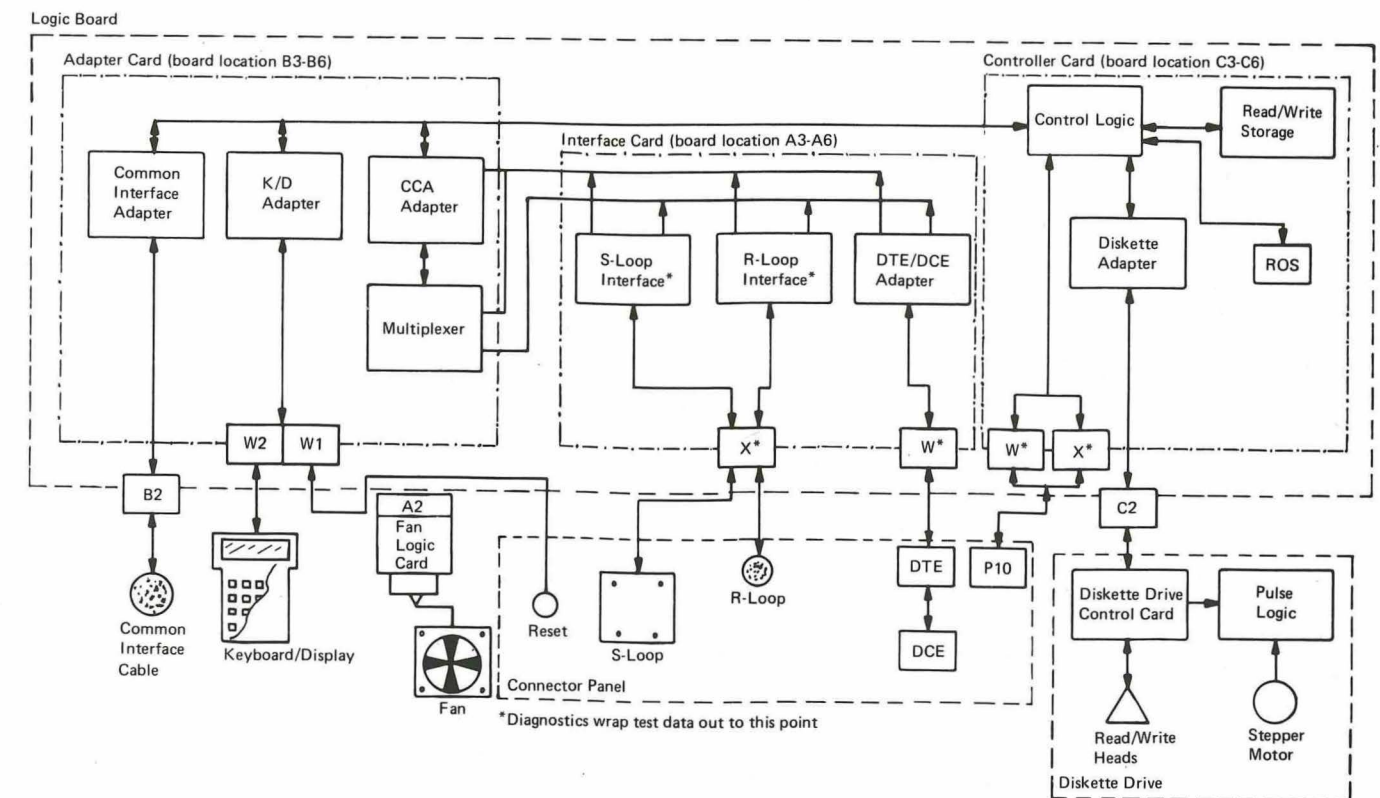 Logic Board
Adapter Card (board location B3-B6)
Controller Card (board location C3-C6)
Interface Card (board location A3-A6)
Common
Interface
Adapter
K/D
Adapter
CCA
Adapter
Multiplexer
S-Loop
Interface*
R-Loop
Interface*
DTE/DCE
Adapter
Control Logic
Read/Write
Storage
Diskette
Adapter
ROS
W2
W1
X*
W*
W*
X*
B2
C2
A2
Fan
Logic
Card
Common
Interface
Cable
Keyboard/Display
Fan
Reset
S-Loop
R-Loop
DTE
DCE
P10
Connector Panel
*Diagnostics wrap test data out to this point
Diskette Drive
Control Card
Pulse
Logic
Read/Write
Heads
Stepper
Motor
Diskette Drive